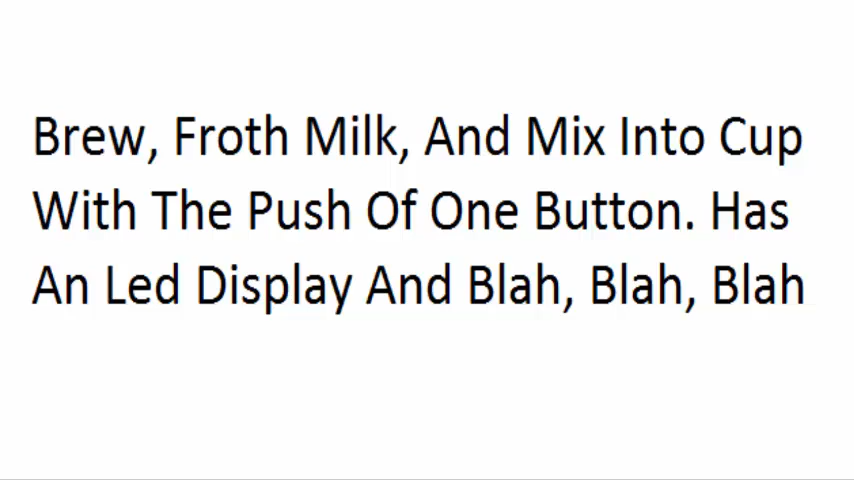 Brew, Froth Milk, And Mix Into Cup
With The Push Of One Button. Has
An Led Display And Blah, Blah, Blah